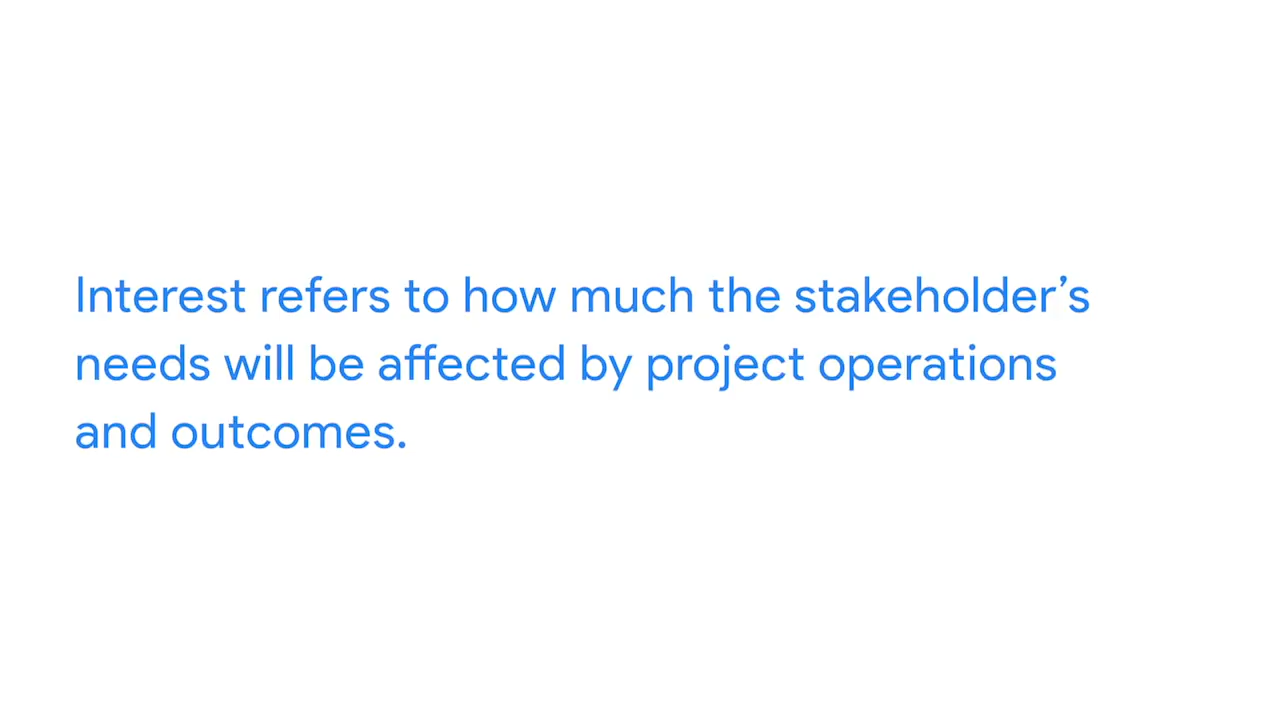 Interest refers to how much the stakeholder’s
needs will be affected by project operations
and outcomes.